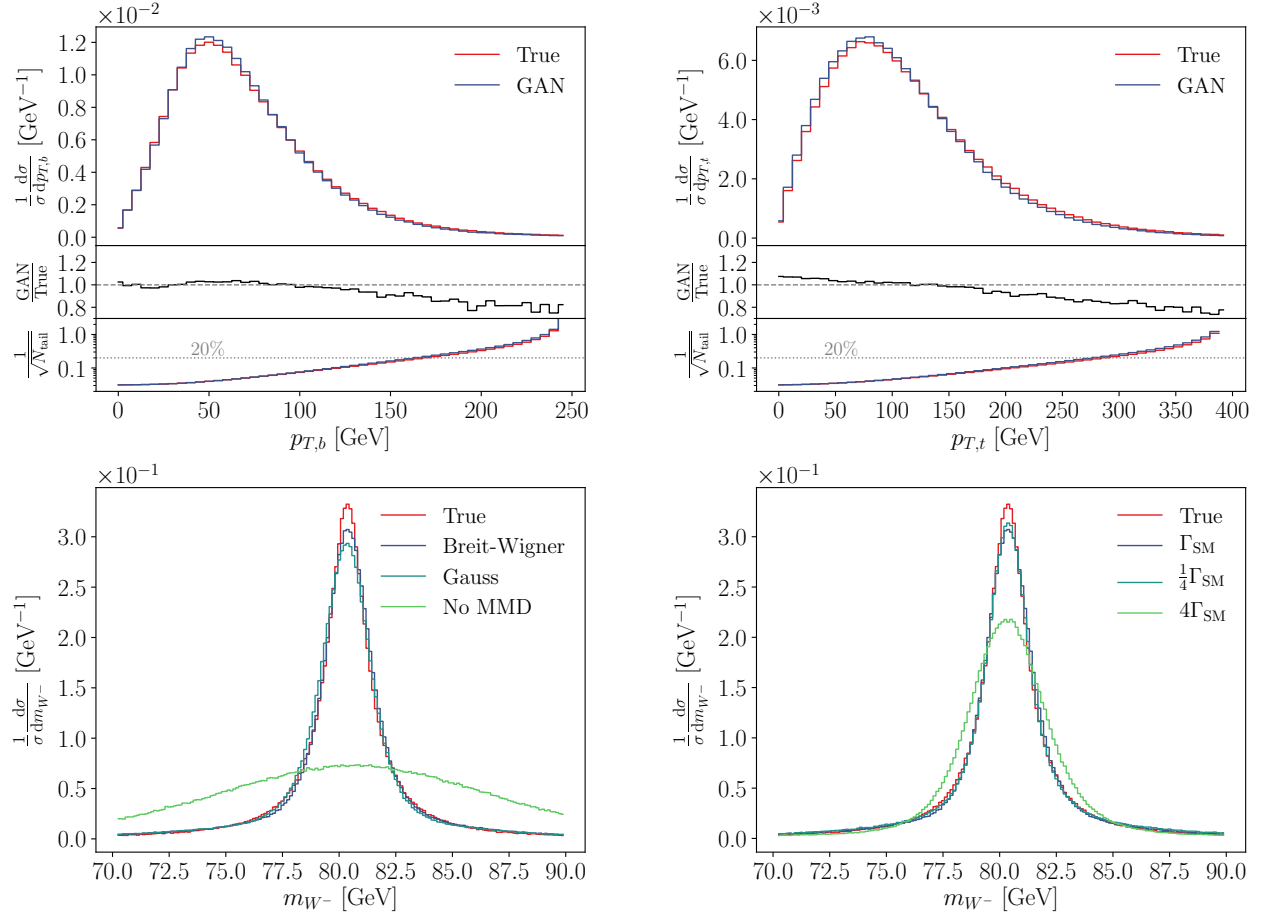 ×10⁻²
1.2
1.0
0.8
0.6
0.4
0.2
0.0
1/σ dσ/dp_{T,b} [GeV⁻¹]
True
GAN
1.2
1.0
0.8
GAN/True
1.0
0.1
1/√N_tail
20%
0 50 100 150 200 250
p_{T,b} [GeV]
×10⁻³
6.0
4.0
2.0
0.0
1/σ dσ/dp_{T,t} [GeV⁻¹]
True
GAN
1.2
1.0
0.8
GAN/True
1.0
0.1
1/√N_tail
20%
0 50 100 150 200 250 300 350 400
p_{T,t} [GeV]
×10⁻¹
3.0
2.5
2.0
1.5
1.0
0.5
0.0
1/σ dσ/dm_{W⁻} [GeV⁻¹]
True
Breit-Wigner
Gauss
No MMD
70.0 72.5 75.0 77.5 80.0 82.5 85.0 87.5 90.0
m_{W⁻} [GeV]
×10⁻¹
3.0
2.5
2.0
1.5
1.0
0.5
0.0
1/σ dσ/dm_{W⁻} [GeV⁻¹]
True
Γ_SM
¼Γ_SM
4Γ_SM
70.0 72.5 75.0 77.5 80.0 82.5 85.0 87.5 90.0
m_{W⁻} [GeV]